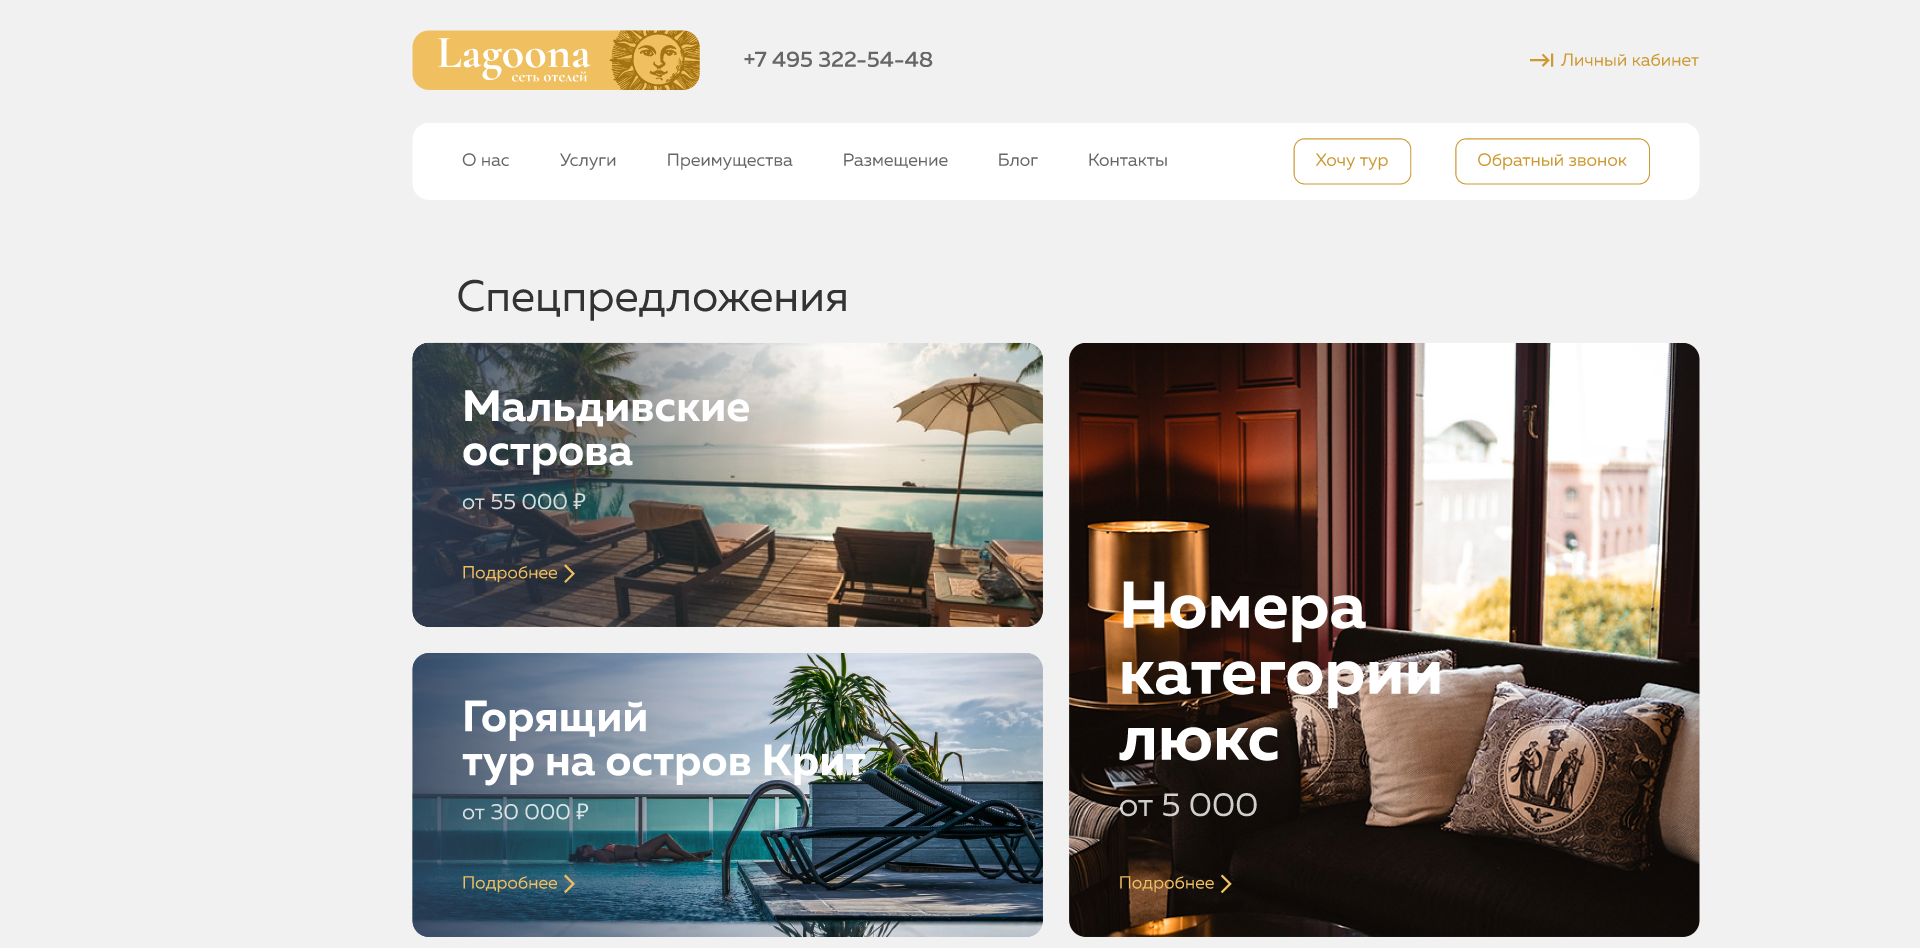 Lagoona
сеть отелей
+7 495 322-54-48
Личный кабинет
О нас
Услуги
Преимущества
Размещение
Блог
Контакты
Хочу тур
Обратный звонок
Спецпредложения
Мальдивские
острова
от 55 000 ₽
Подробнее
Горящий
тур на остров Крит
от 30 000 ₽
Подробнее
Номера
категории
люкс
от 5 000
Подробнее